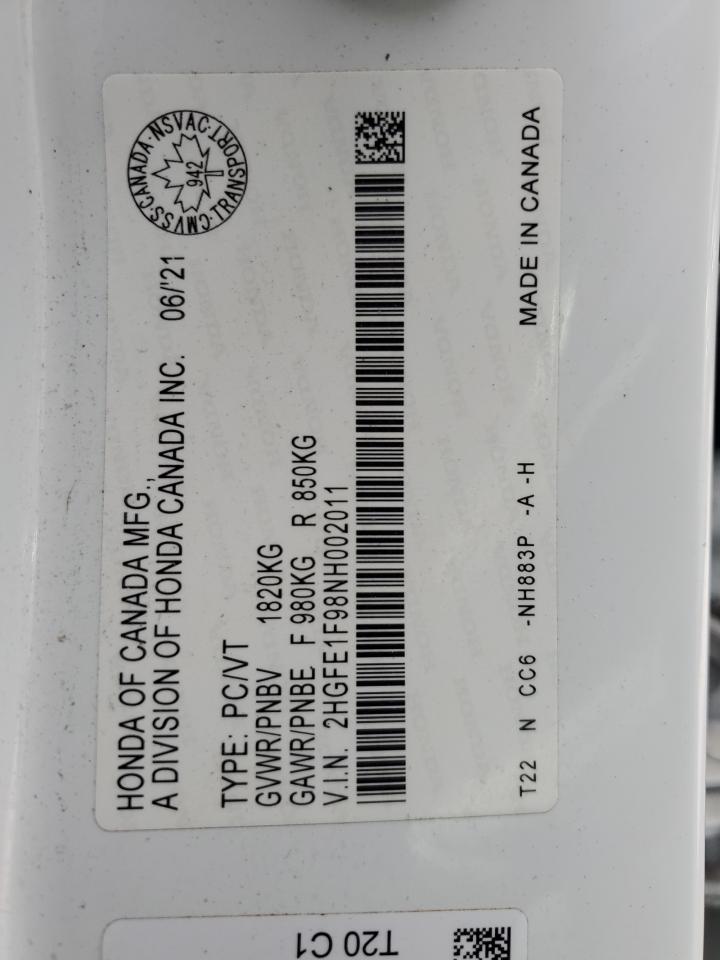 HONDA OF CANADA MFG.,
A DIVISION OF HONDA CANADA INC. 06/'21
CMVSS·CANADA·NSVAC·TRANSPORT
942
TYPE: PC/VT
GVWR/PNBV 1820KG
GAWR/PNBE F 980KG R 850KG
V.I.N. 2HGFE1F98NH002011
T22 N CC6 -NH883P -A -H MADE IN CANADA
T20 C1